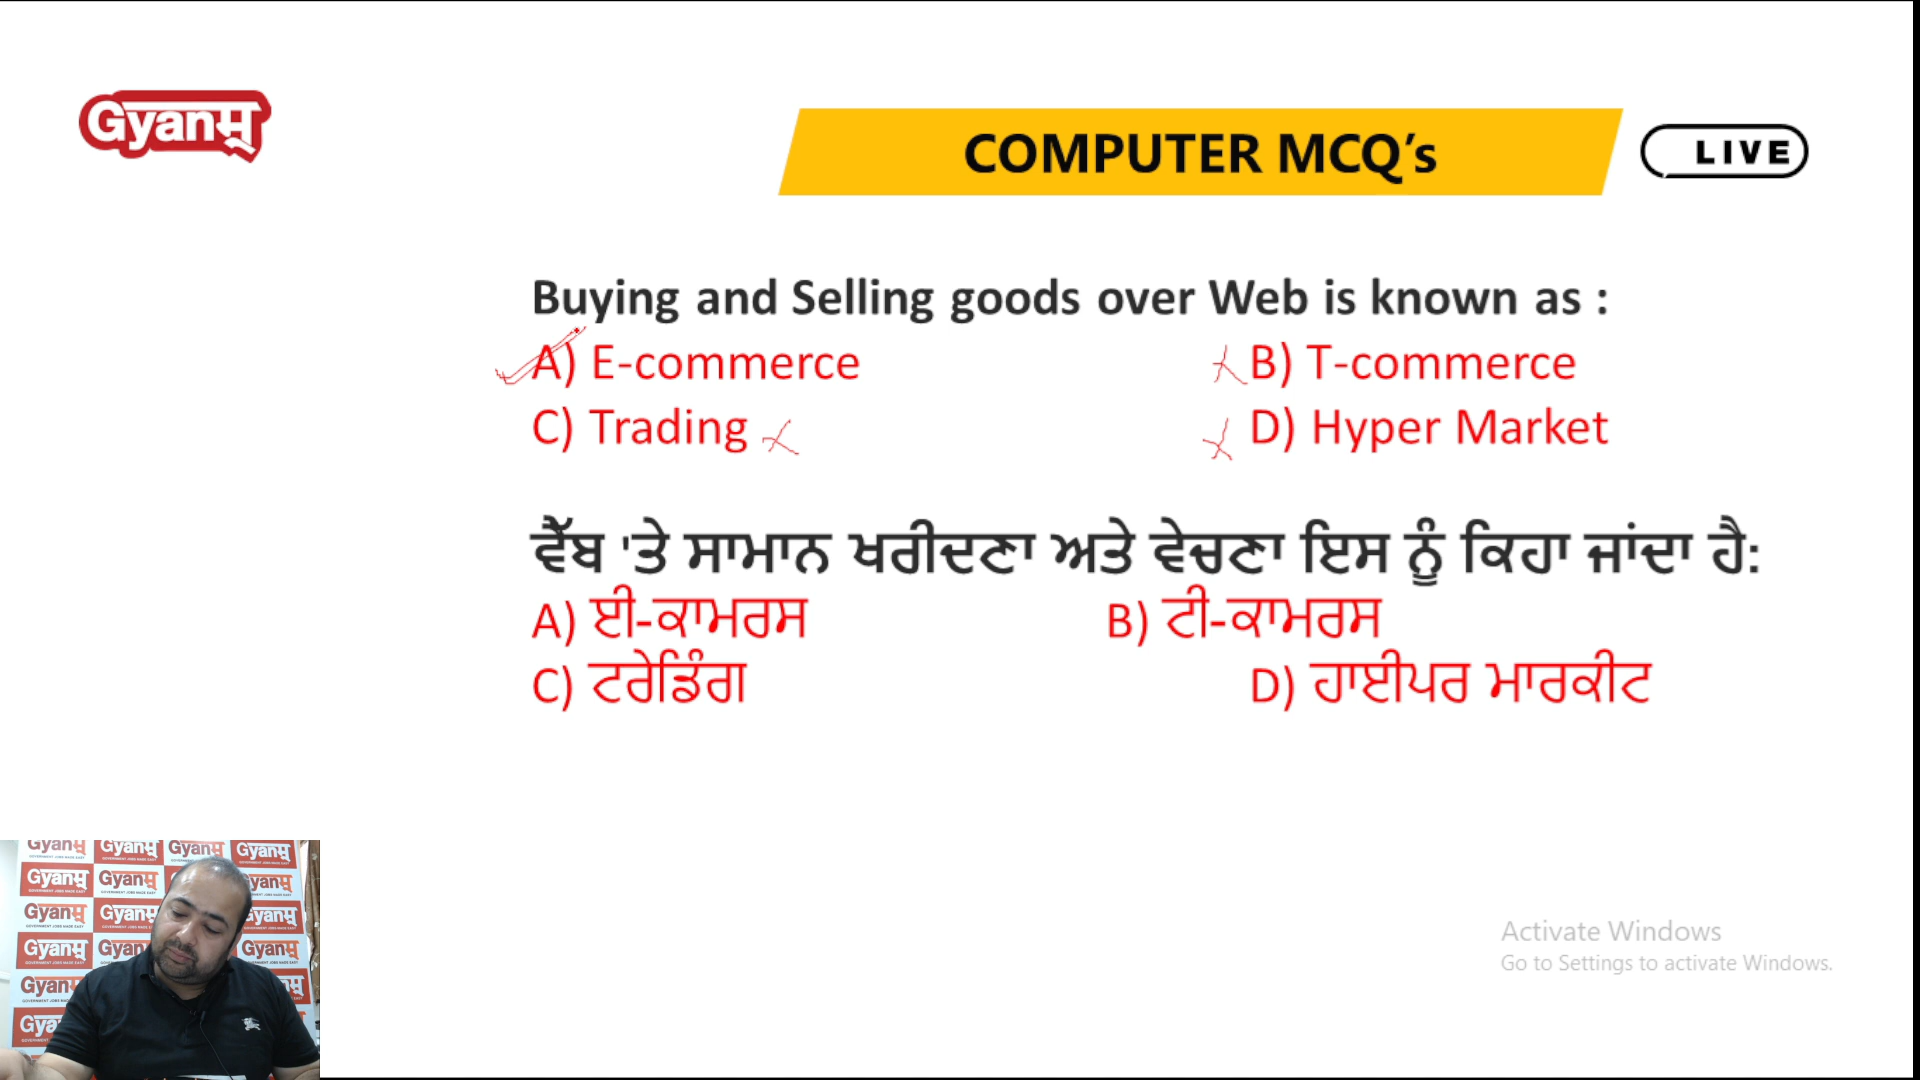 Gyanਸ੍ਰ
COMPUTER MCQ’s
LIVE
Buying and Selling goods over Web is known as :
A) E-commerce B) T-commerce
C) Trading D) Hyper Market
ਵੈੱਬ 'ਤੇ ਸਾਮਾਨ ਖਰੀਦਣਾ ਅਤੇ ਵੇਚਣਾ ਇਸ ਨੂੰ ਕਿਹਾ ਜਾਂਦਾ ਹੈ:
A) ਈ-ਕਾਮਰਸ B) ਟੀ-ਕਾਮਰਸ
C) ਟਰੇਡਿੰਗ D) ਹਾਈਪਰ ਮਾਰਕੀਟ
Activate Windows
Go to Settings to activate Windows.